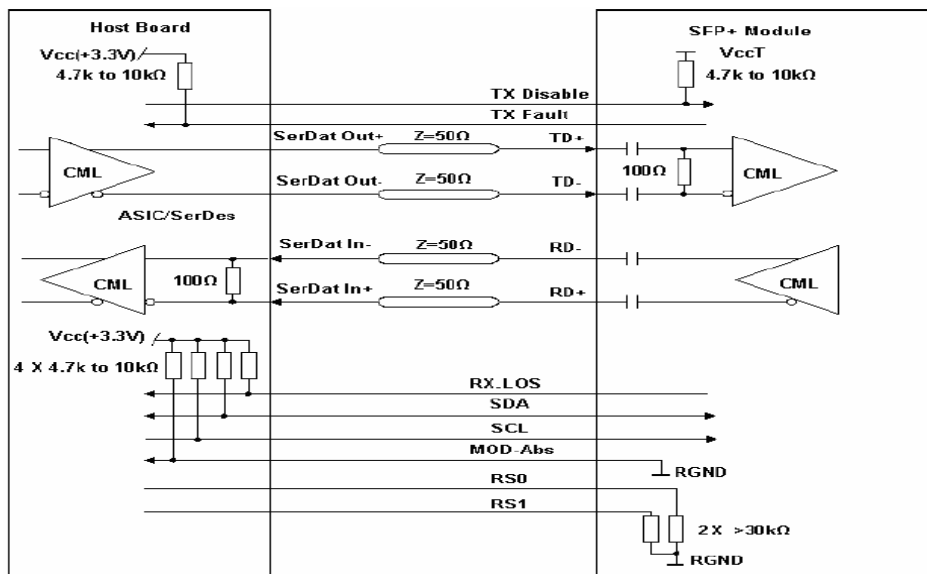 Host Board
SFP+ Module
Vcc(+3.3V)
4.7k to 10kΩ
VccT
4.7k to 10kΩ
TX Disable
TX Fault
SerDat Out+
Z=50Ω
TD+
CML
100Ω
CML
SerDat Out-
Z=50Ω
TD-
ASIC/SerDes
SerDat In-
Z=50Ω
RD-
CML
100Ω
CML
SerDat In+
Z=50Ω
RD+
Vcc(+3.3V)
4 X 4.7k to 10kΩ
RX.LOS
SDA
SCL
MOD-Abs
RGND
RS0
RS1
2X >30kΩ
RGND